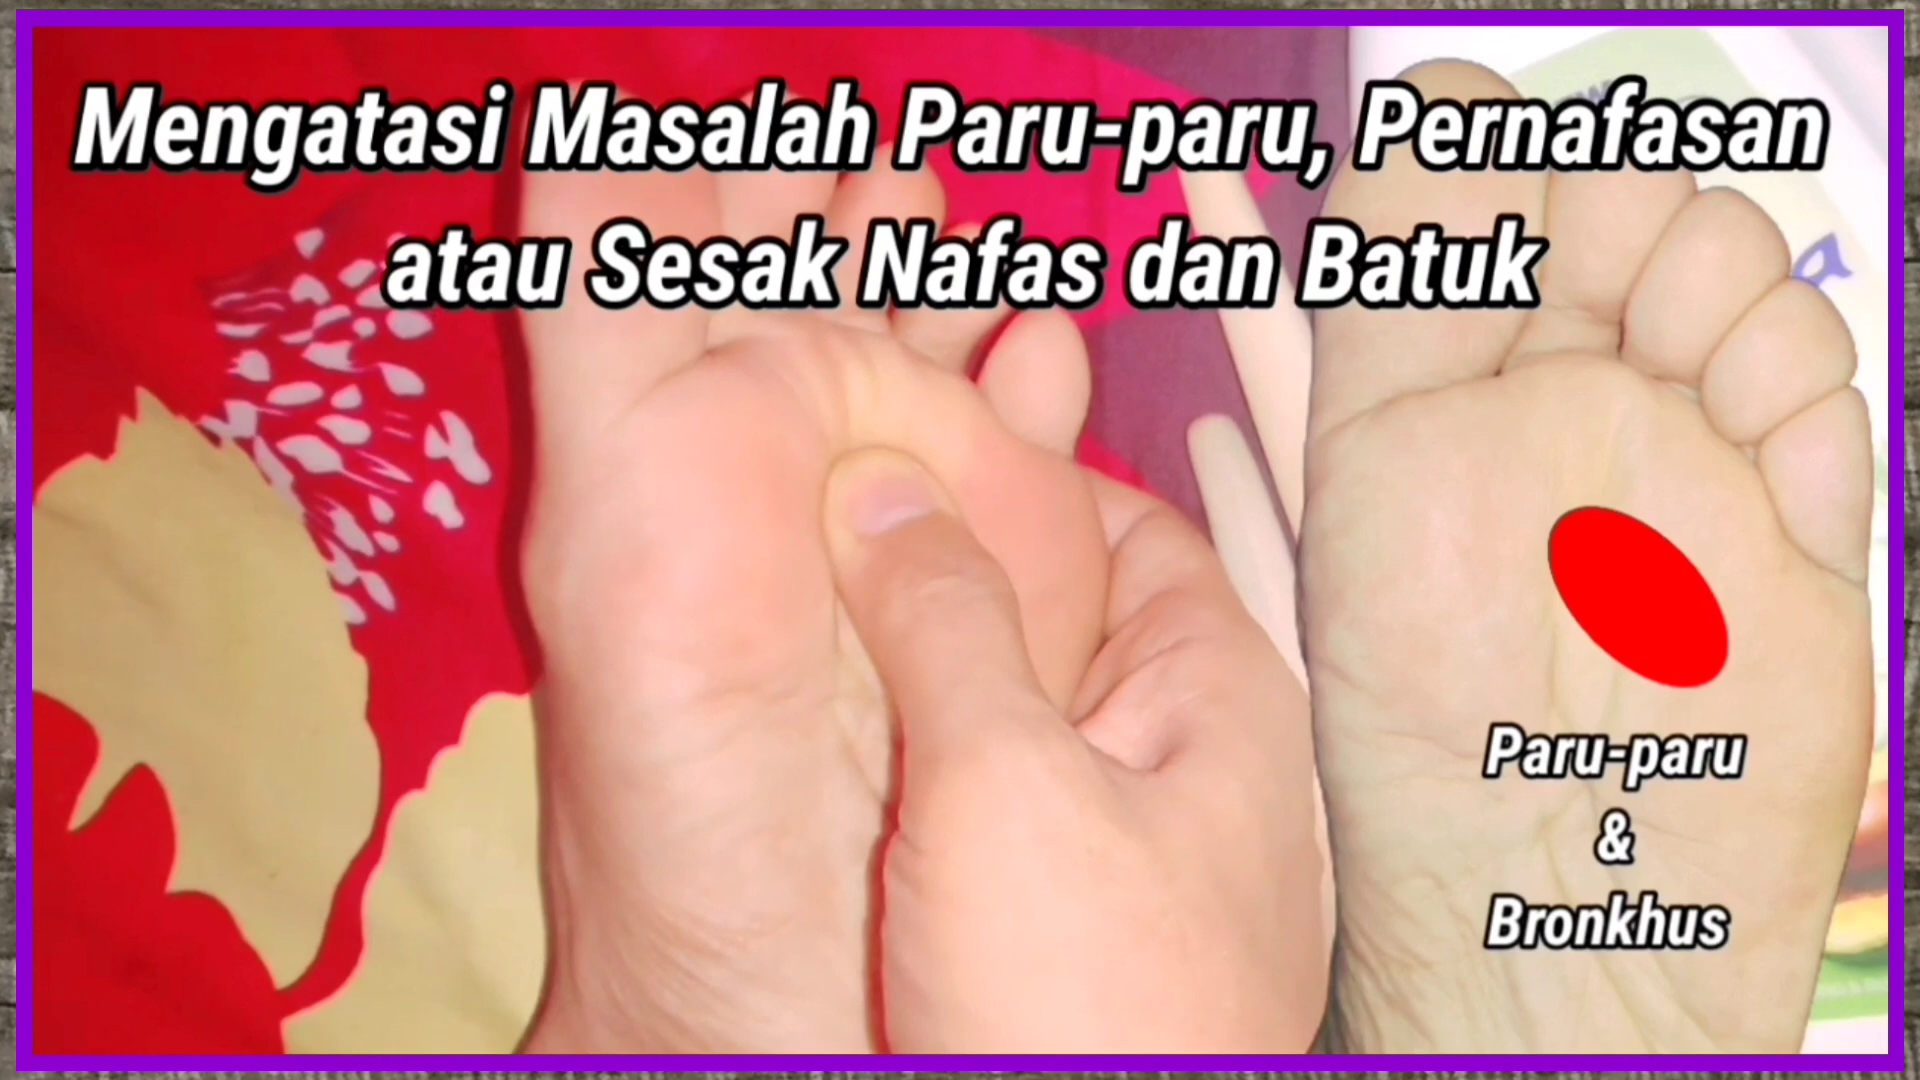 Mengatasi Masalah Paru-paru, Pernafasan
atau Sesak Nafas dan Batuk
Paru-paru
&
Bronkhus